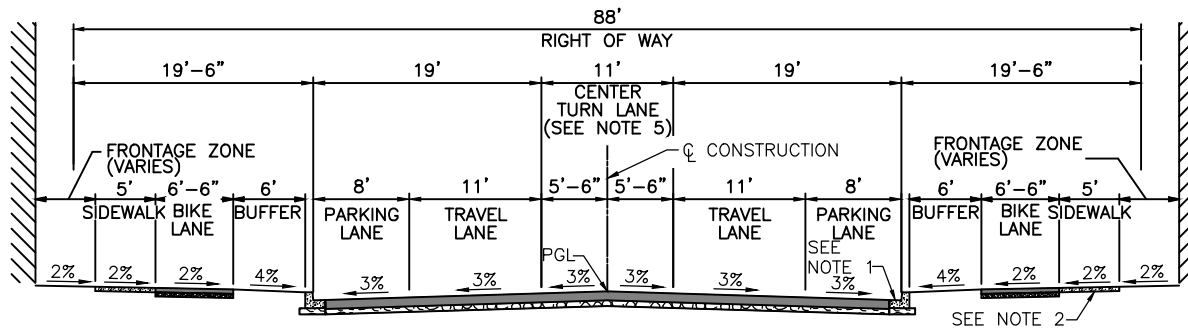 88'
RIGHT OF WAY
19'-6" 19' 11' 19' 19'-6"
CENTER
TURN LANE
(SEE NOTE 5)
FRONTAGE ZONE
(VARIES)
℄ CONSTRUCTION
FRONTAGE ZONE
(VARIES)
5' 6'-6" 6' 8' 11' 5'-6" 5'-6" 11' 8' 6' 6'-6" 5'
SIDEWALK BIKE LANE BUFFER PARKING LANE TRAVEL LANE TRAVEL LANE PARKING LANE BUFFER BIKE LANE SIDEWALK
PGL
SEE
NOTE 1
2% 2% 2% 4% 3% 3% 3% 3% 3% 3% 4% 2% 2% 2%
SEE NOTE 2